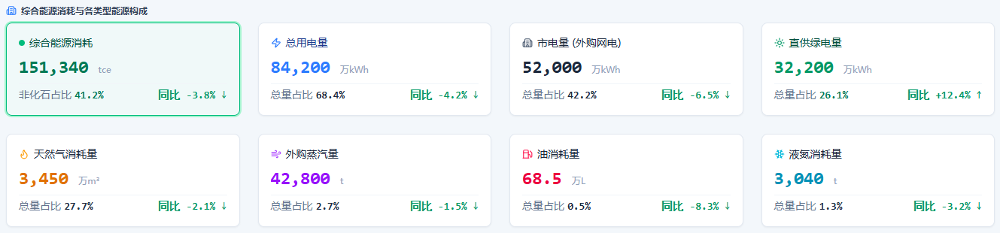 综合能源消耗与各类型能源构成
综合能源消耗
151,340 tce
非化石占比 41.2% 同比 -3.8% ↓
总用电量
84,200 万kWh
总量占比 68.4% 同比 -4.2% ↓
市电量 (外购网电)
52,000 万kWh
总量占比 42.2% 同比 -6.5% ↓
直供绿电量
32,200 万kWh
总量占比 26.1% 同比 +12.4% ↑
天然气消耗量
3,450 万m³
总量占比 27.7% 同比 -2.1% ↓
外购蒸汽量
42,800 t
总量占比 2.7% 同比 -1.5% ↓
油消耗量
68.5 万L
总量占比 0.5% 同比 -8.3% ↓
液氮消耗量
3,040 t
总量占比 1.3% 同比 -3.2% ↓